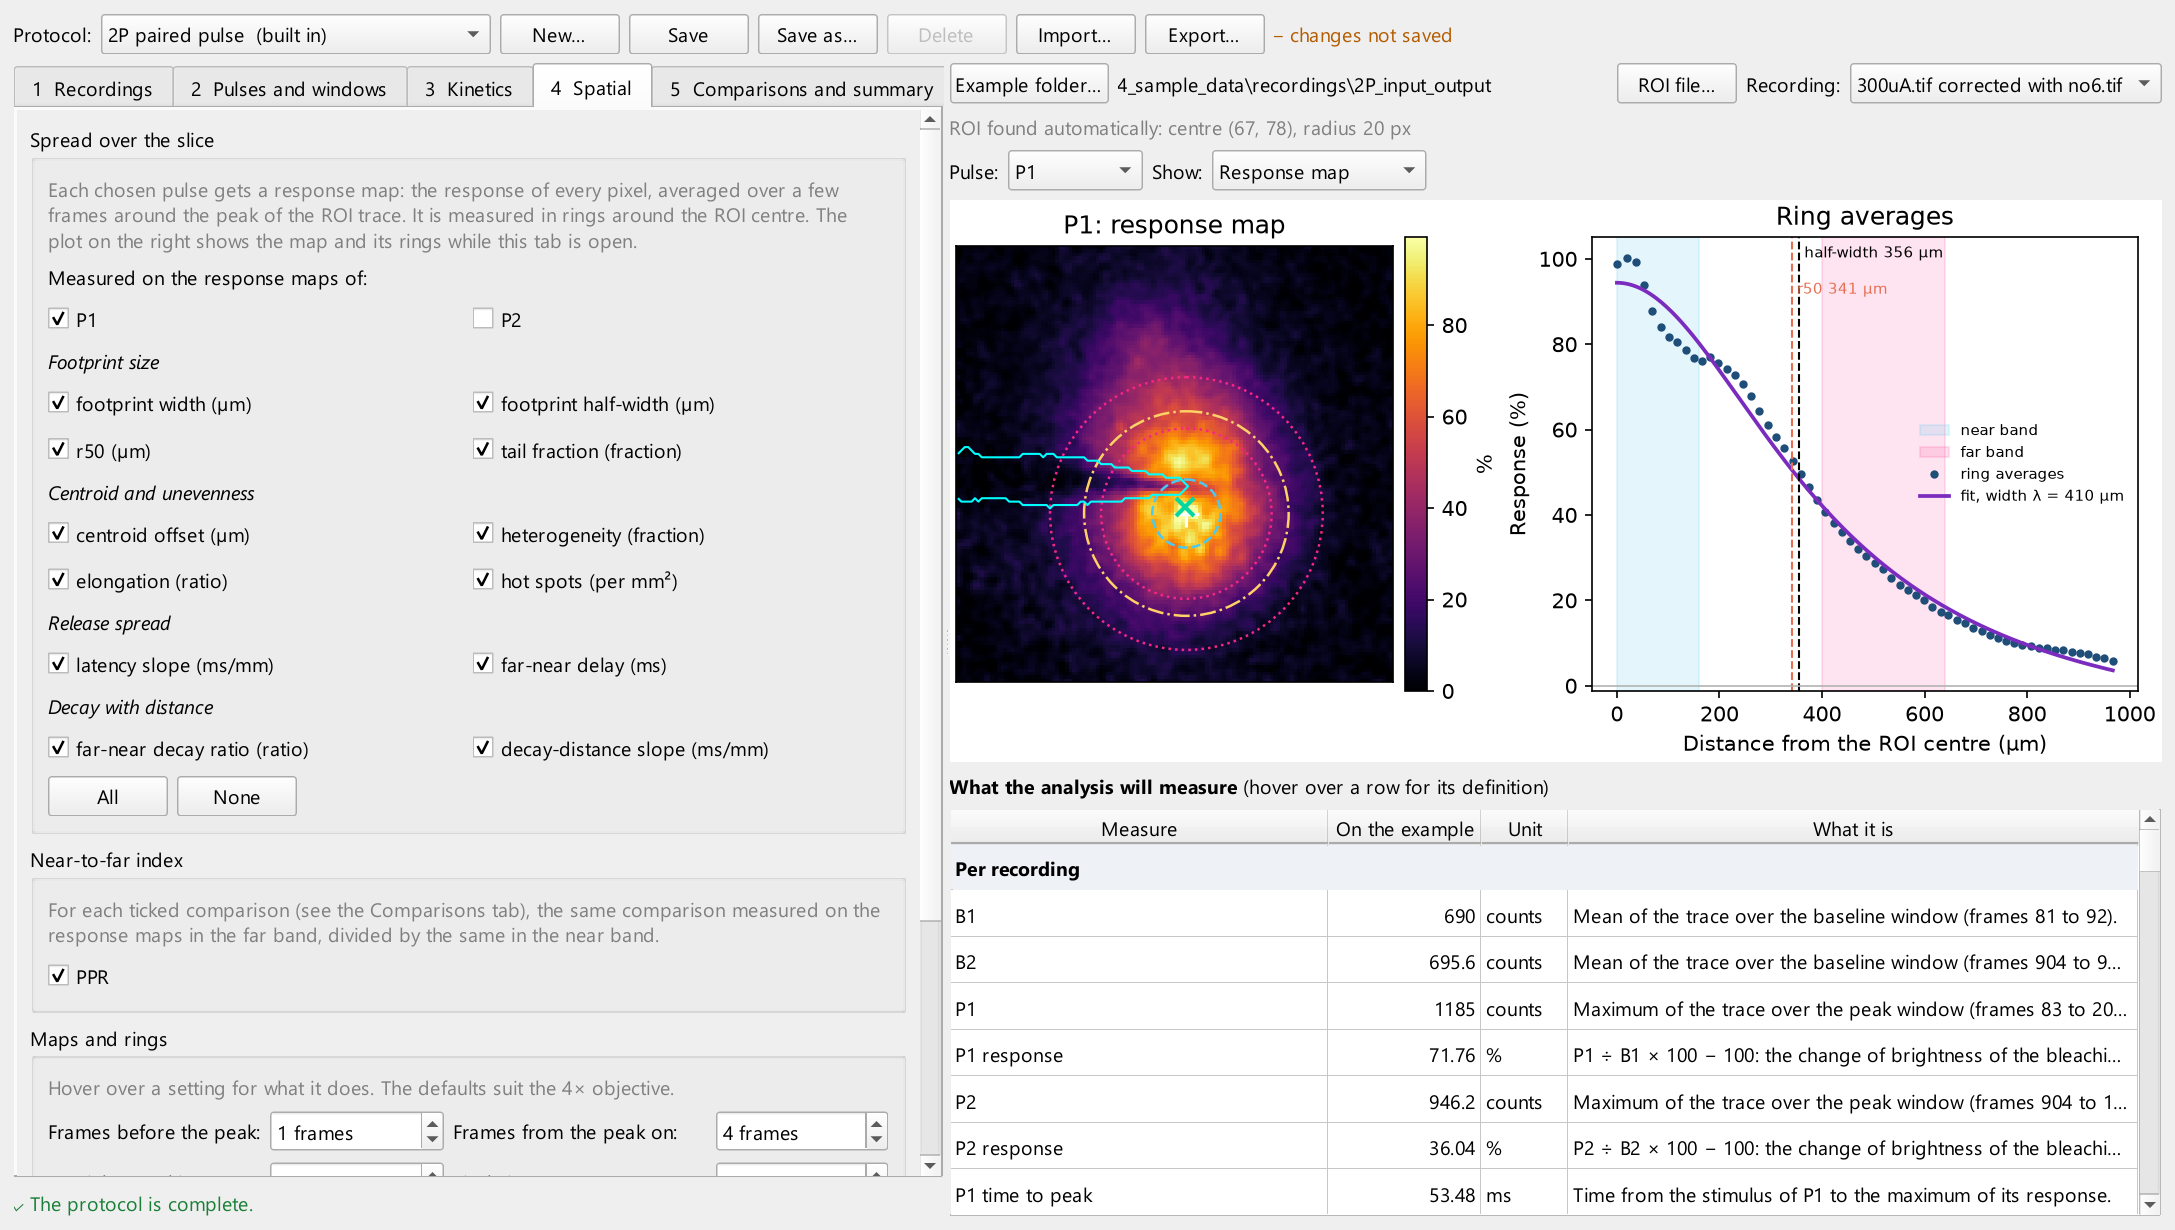 Protocol: 2P paired pulse (built in) New... Save Save as... Delete Import... Export... – changes not saved
1 Recordings 2 Pulses and windows 3 Kinetics 4 Spatial 5 Comparisons and summary
Spread over the slice
Each chosen pulse gets a response map: the response of every pixel, averaged over a few
frames around the peak of the ROI trace. It is measured in rings around the ROI centre. The
plot on the right shows the map and its rings while this tab is open.
Measured on the response maps of:
P1 P2
Footprint size
footprint width (µm) footprint half-width (µm)
r50 (µm) tail fraction (fraction)
Centroid and unevenness
centroid offset (µm) heterogeneity (fraction)
elongation (ratio) hot spots (per mm²)
Release spread
latency slope (ms/mm) far-near delay (ms)
Decay with distance
far-near decay ratio (ratio) decay-distance slope (ms/mm)
All None
Near-to-far index
For each ticked comparison (see the Comparisons tab), the same comparison measured on the
response maps in the far band, divided by the same in the near band.
PPR
Maps and rings
Hover over a setting for what it does. The defaults suit the 4× objective.
Frames before the peak: 1 frames Frames from the peak on: 4 frames
✓ The protocol is complete.
Example folder... 4_sample_data\recordings\2P_input_output ROI file... Recording: 300uA.tif corrected with no6.tif
ROI found automatically: centre (67, 78), radius 20 px
Pulse: P1 Show: Response map
P1: response map
80
60
40
20
0
%
Ring averages
half-width 356 µm
r50 341 µm
near band
far band
ring averages
fit, width λ = 410 µm
100
80
60
40
20
0
Response (%)
0 200 400 600 800 1000
Distance from the ROI centre (µm)
What the analysis will measure (hover over a row for its definition)
Measure On the example Unit What it is
Per recording
B1 690 counts Mean of the trace over the baseline window (frames 81 to 92).
B2 695.6 counts Mean of the trace over the baseline window (frames 904 to 9...
P1 1185 counts Maximum of the trace over the peak window (frames 83 to 20...
P1 response 71.76 % P1 ÷ B1 × 100 − 100: the change of brightness of the bleachi...
P2 946.2 counts Maximum of the trace over the peak window (frames 904 to 1...
P2 response 36.04 % P2 ÷ B2 × 100 − 100: the change of brightness of the bleachi...
P1 time to peak 53.48 ms Time from the stimulus of P1 to the maximum of its response.